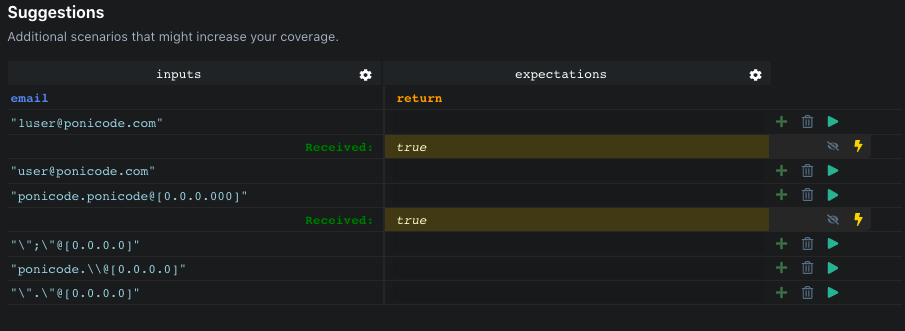 Suggestions
Additional scenarios that might increase your coverage.
inputs expectations
email return
"1user@ponicode.com"
Received: true
"user@ponicode.com"
"ponicode.ponicode@[0.0.0.000]"
Received: true
"\";\"@[0.0.0.0]"
"ponicode.\\@[0.0.0.0]"
"\".\"@[0.0.0.0]"